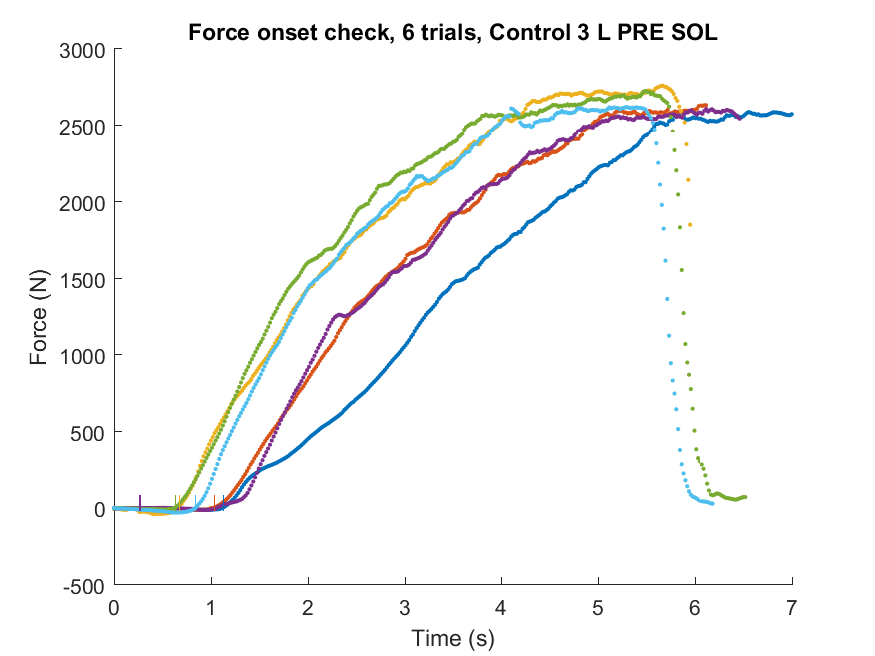 Force onset check, 6 trials, Control 3 L PRE SOL
3000
2500
2000
1500
1000
500
0
-500
Force (N)
0 1 2 3 4 5 6 7
Time (s)